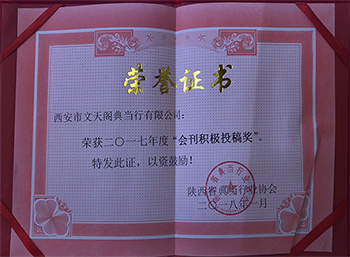 荣誉证书
西安市文天阁典当行有限公司：
荣获二〇一七年度“会刊积极投稿奖”。
特发此证，以资鼓励！
陕西省典当行业协会
二〇一八年一月